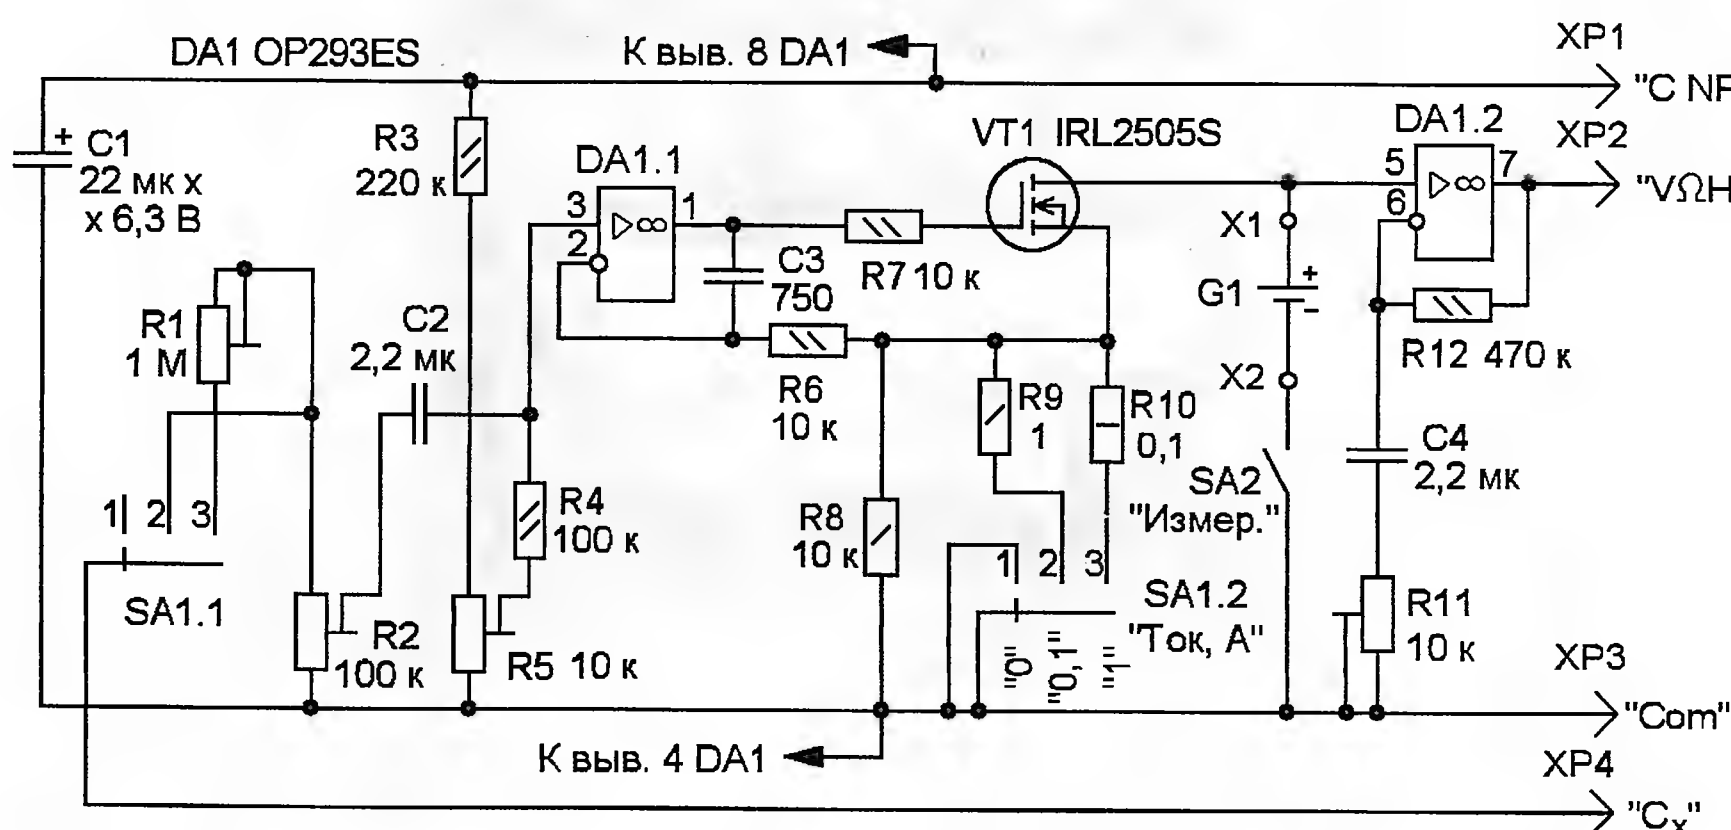 DA1 OP293ES
К выв. 8 DA1
XP1
"C NP
C1
22 мк х
х 6,3 В
+
R3
220 к
DA1.1
3
2
1
▷∞
VT1 IRL2505S
DA1.2
5
6
7
▷∞
XP2
"VΩH
R1
1 М
C2
2,2 мк
C3
750
R7 10 к
X1
G1
+
−
X2
R12 470 к
R6
10 к
R9
1
R10
0,1
C4
2,2 мк
1 2 3
SA1.1
R4
100 к
R8
10 к
SA2
"Измер."
1 2 3
SA1.2
"Ток, А"
"0"
"0,1"
"1"
R2
100 к
R5 10 к
R11
10 к
XP3
"Com"
К выв. 4 DA1
XP4
"Cx"